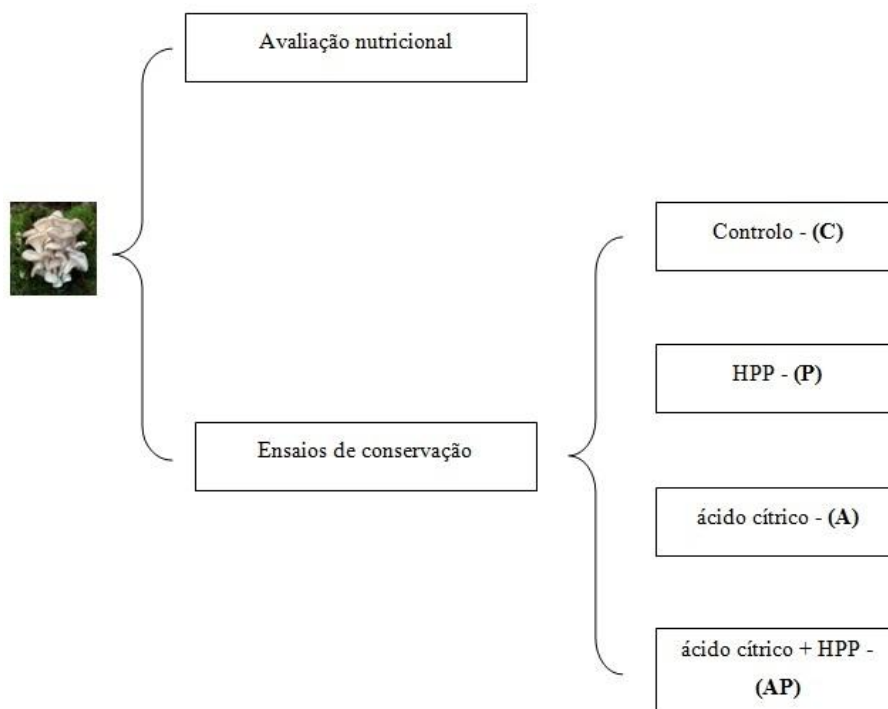 Avaliação nutricional
Controlo - (C)
HPP - (P)
Ensaios de conservação
ácido cítrico - (A)
ácido cítrico + HPP -
(AP)